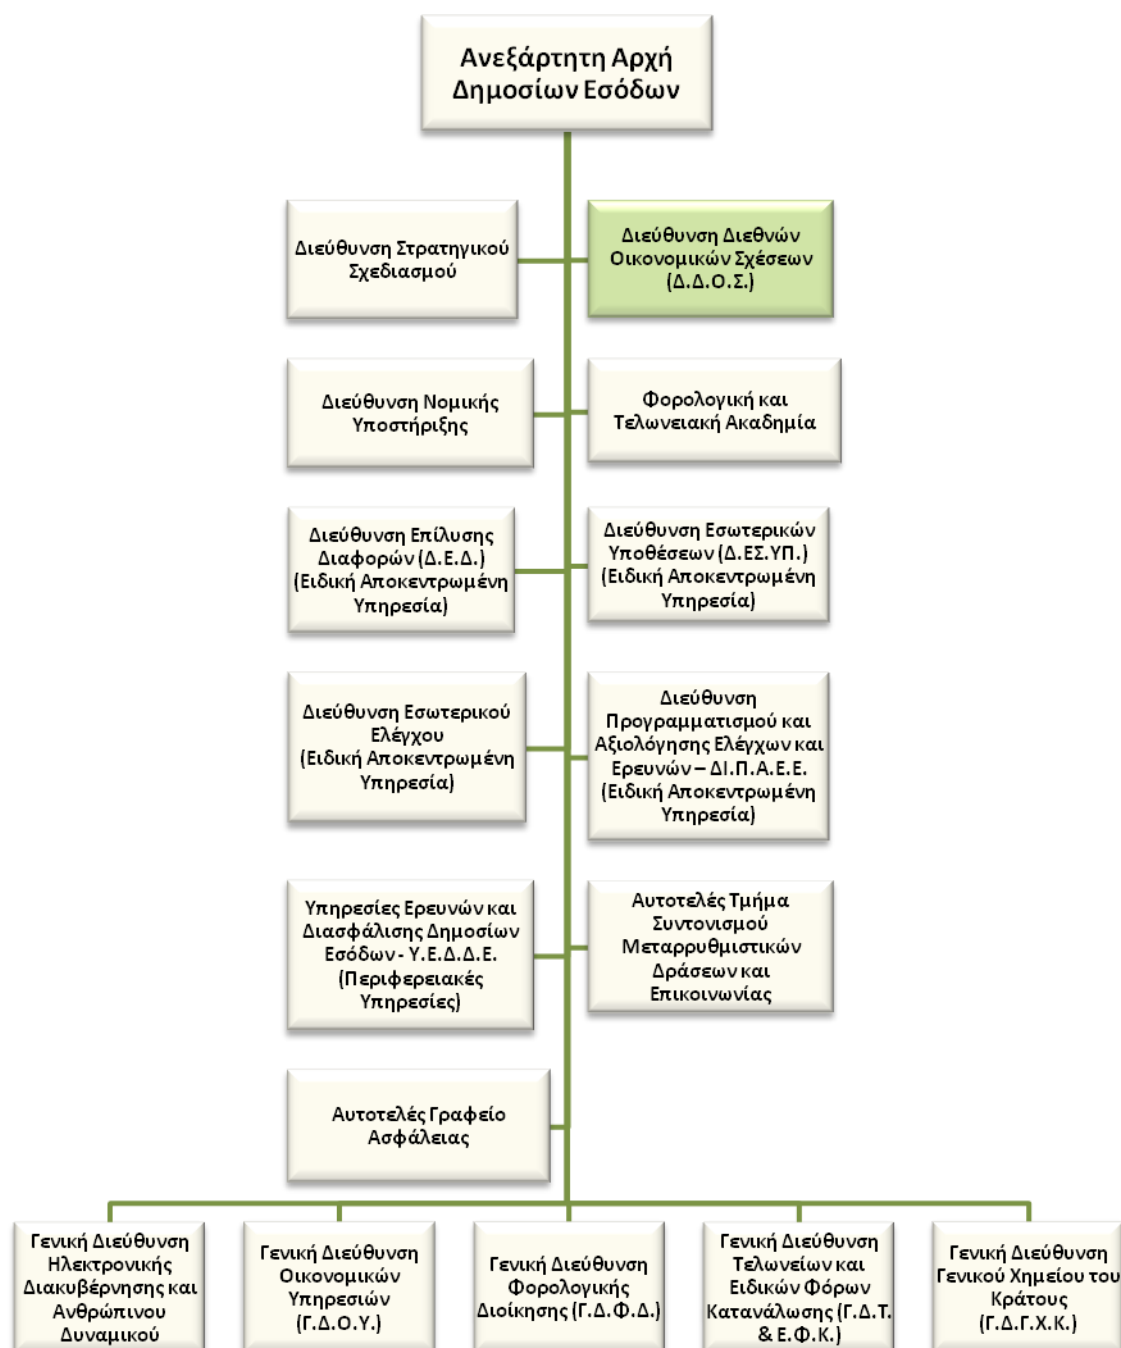 Ανεξάρτητη Αρχή
Δημοσίων Εσόδων
Διεύθυνση Στρατηγικού
Σχεδιασμού
Διεύθυνση Διεθνών
Οικονομικών Σχέσεων
(Δ.Δ.Ο.Σ.)
Διεύθυνση Νομικής
Υποστήριξης
Φορολογική και
Τελωνειακή Ακαδημία
Διεύθυνση Επίλυσης
Διαφορών (Δ.Ε.Δ.)
(Ειδική Αποκεντρωμένη
Υπηρεσία)
Διεύθυνση Εσωτερικών
Υποθέσεων (Δ.ΕΣ.ΥΠ.)
(Ειδική Αποκεντρωμένη
Υπηρεσία)
Διεύθυνση Εσωτερικού
Ελέγχου
(Ειδική Αποκεντρωμένη
Υπηρεσία)
Διεύθυνση
Προγραμματισμού και
Αξιολόγησης Ελέγχων και
Ερευνών – ΔΙ.Π.Α.Ε.Ε.
(Ειδική Αποκεντρωμένη
Υπηρεσία)
Υπηρεσίες Ερευνών και
Διασφάλισης Δημοσίων
Εσόδων - Υ.Ε.Δ.Δ.Ε.
(Περιφερειακές
Υπηρεσίες)
Αυτοτελές Τμήμα
Συντονισμού
Μεταρρυθμιστικών
Δράσεων και
Επικοινωνίας
Αυτοτελές Γραφείο
Ασφάλειας
Γενική Διεύθυνση
Ηλεκτρονικής
Διακυβέρνησης και
Ανθρώπινου
Δυναμικού
Γενική Διεύθυνση
Οικονομικών
Υπηρεσιών
(Γ.Δ.Ο.Υ.)
Γενική Διεύθυνση
Φορολογικής
Διοίκησης (Γ.Δ.Φ.Δ.)
Γενική Διεύθυνση
Τελωνείων και
Ειδικών Φόρων
Κατανάλωσης (Γ.Δ.Τ.
& Ε.Φ.Κ.)
Γενική Διεύθυνση
Γενικού Χημείου του
Κράτους
(Γ.Δ.Γ.Χ.Κ.)